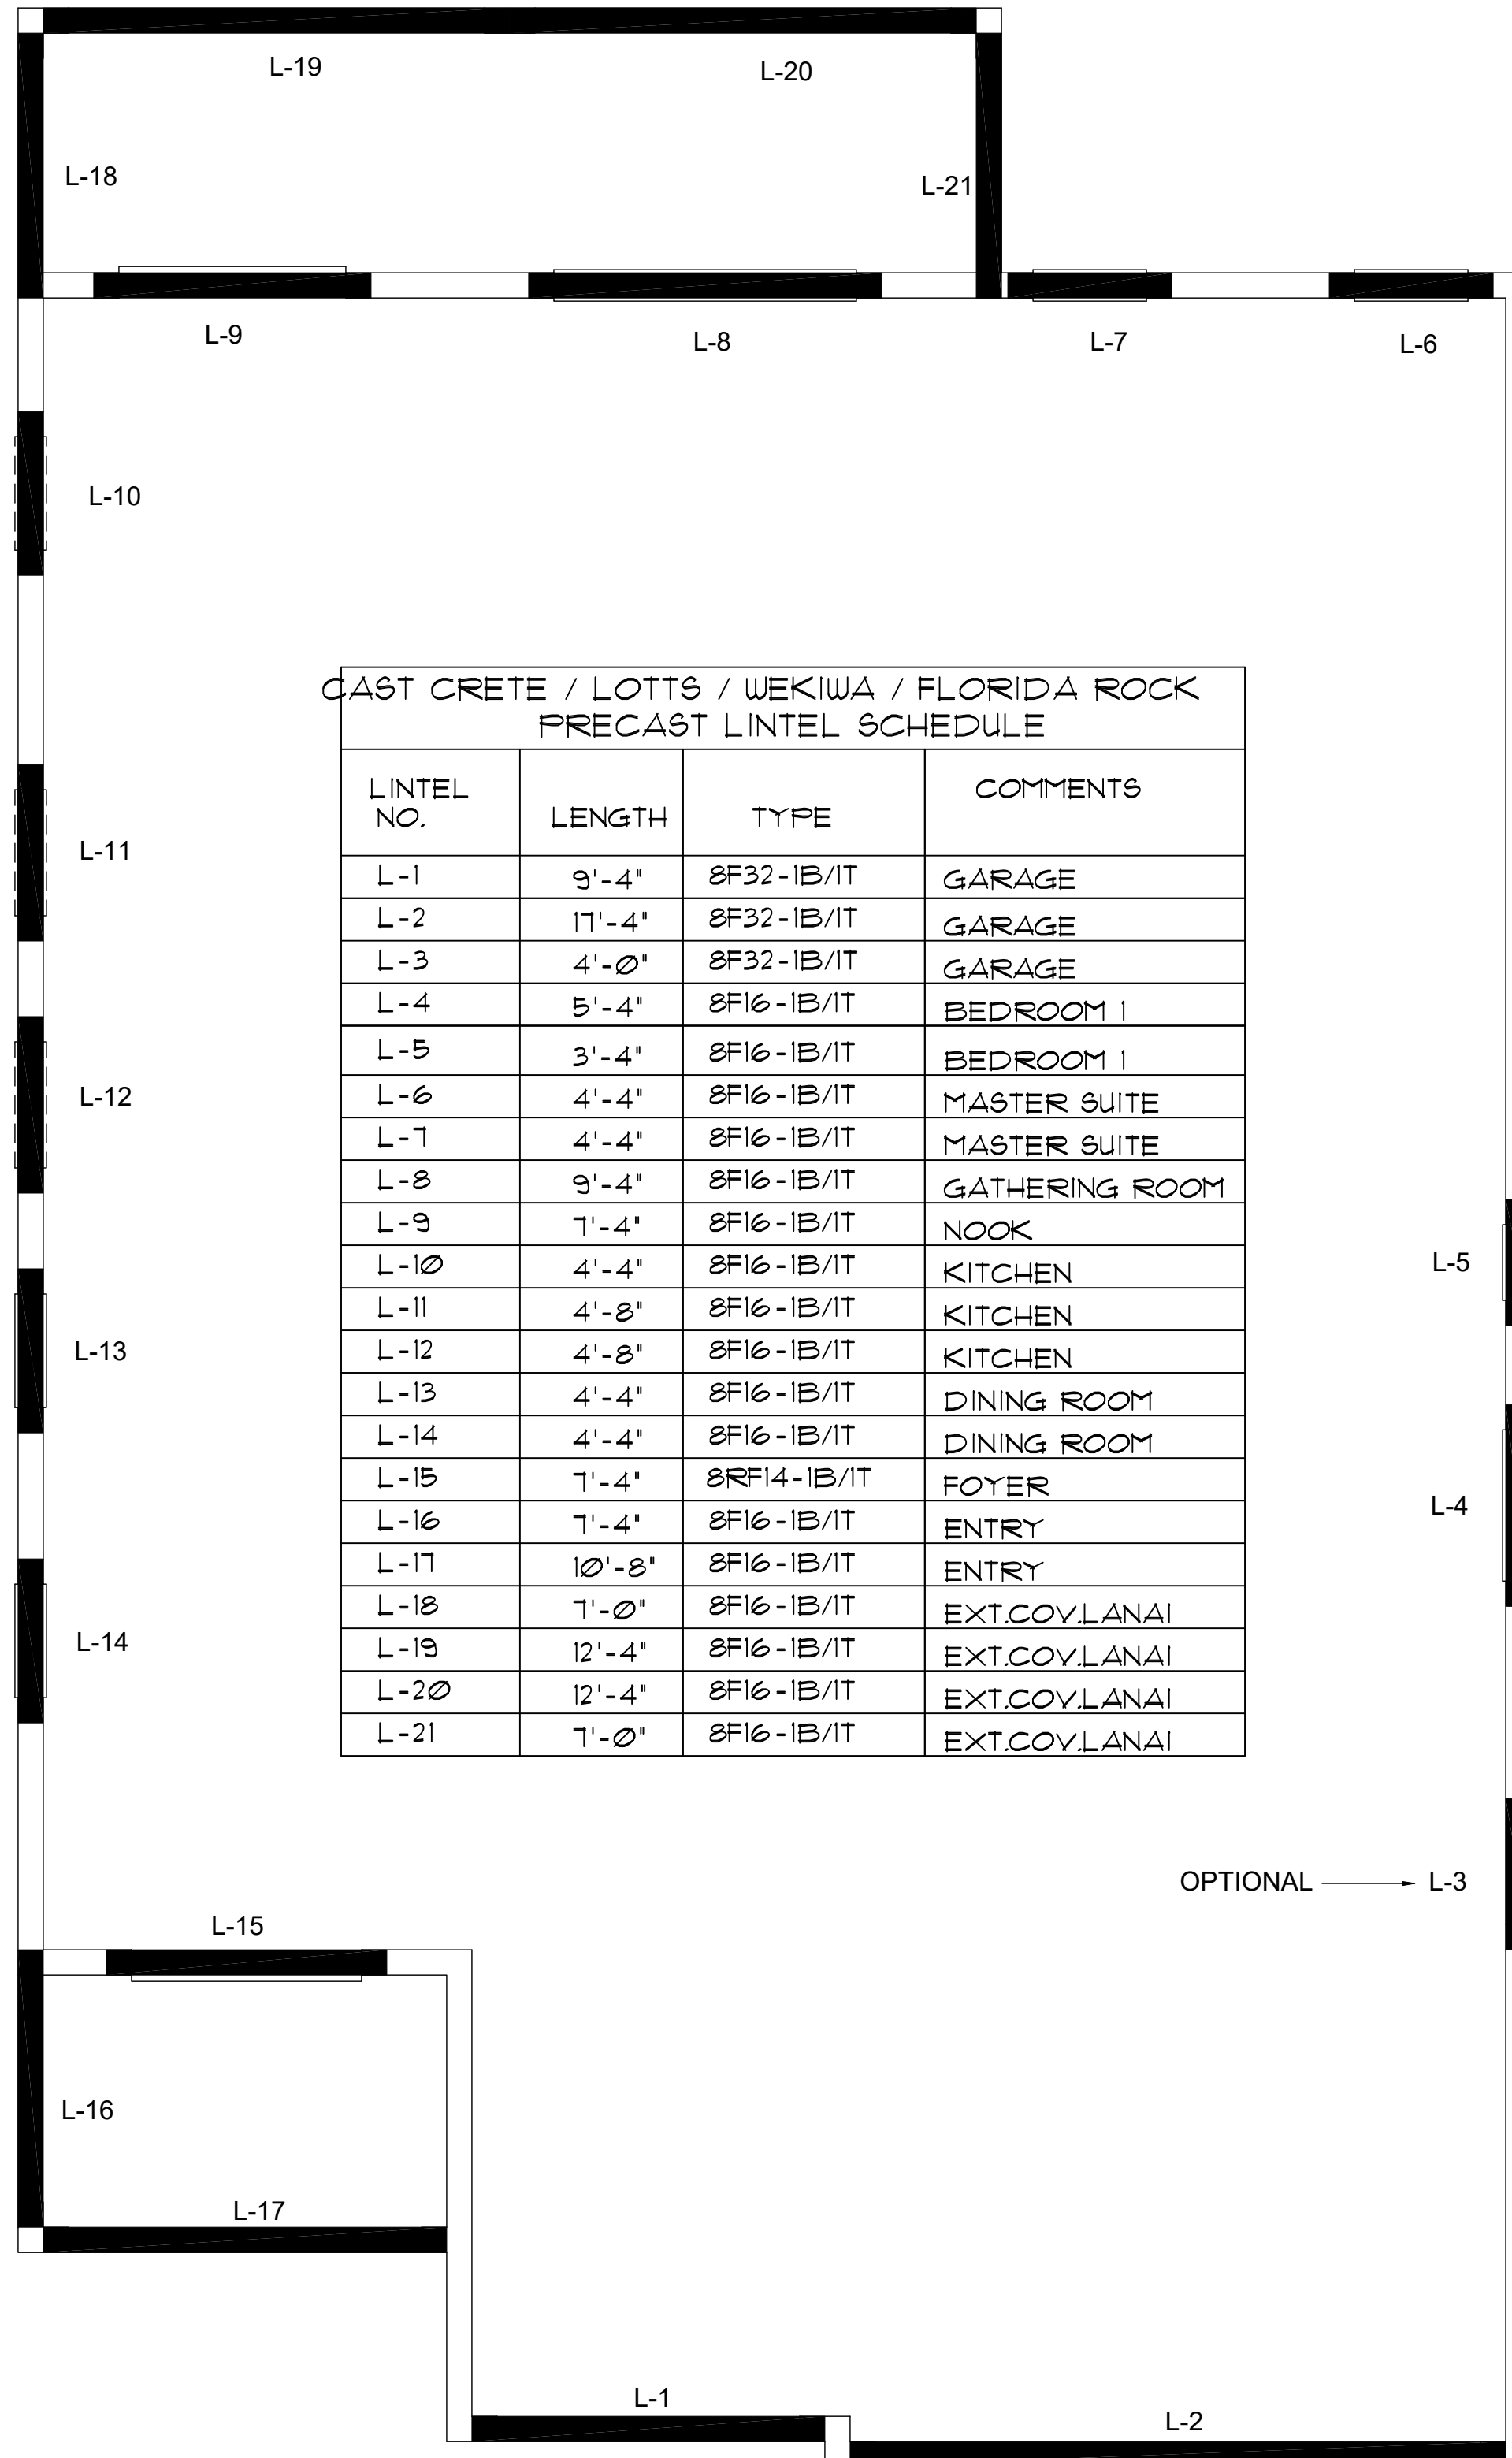 L-19
L-20
L-18
L-21
L-9
L-8
L-7
L-6
L-10
CAST CRETE / LOTTS / WEKIWA / FLORIDA ROCK
PRECAST LINTEL SCHEDULE
LINTEL NO. LENGTH TYPE COMMENTS
L-1 9'-4" 8F32-1B/1T GARAGE
L-2 17'-4" 8F32-1B/1T GARAGE
L-3 4'-0" 8F32-1B/1T GARAGE
L-4 5'-4" 8F16-1B/1T BEDROOM 1
L-5 3'-4" 8F16-1B/1T BEDROOM 1
L-6 4'-4" 8F16-1B/1T MASTER SUITE
L-7 4'-4" 8F16-1B/1T MASTER SUITE
L-8 9'-4" 8F16-1B/1T GATHERING ROOM
L-9 7'-4" 8F16-1B/1T NOOK
L-10 4'-4" 8F16-1B/1T KITCHEN
L-11 4'-8" 8F16-1B/1T KITCHEN
L-12 4'-8" 8F16-1B/1T KITCHEN
L-13 4'-4" 8F16-1B/1T DINING ROOM
L-14 4'-4" 8F16-1B/1T DINING ROOM
L-15 7'-4" 8RF14-1B/1T FOYER
L-16 7'-4" 8F16-1B/1T ENTRY
L-17 10'-8" 8F16-1B/1T ENTRY
L-18 7'-0" 8F16-1B/1T EXT.COV.LANAI
L-19 12'-4" 8F16-1B/1T EXT.COV.LANAI
L-20 12'-4" 8F16-1B/1T EXT.COV.LANAI
L-21 7'-0" 8F16-1B/1T EXT.COV.LANAI
L-11
L-12
L-5
L-13
L-4
L-14
OPTIONAL L-3
L-15
L-16
L-17
L-1
L-2